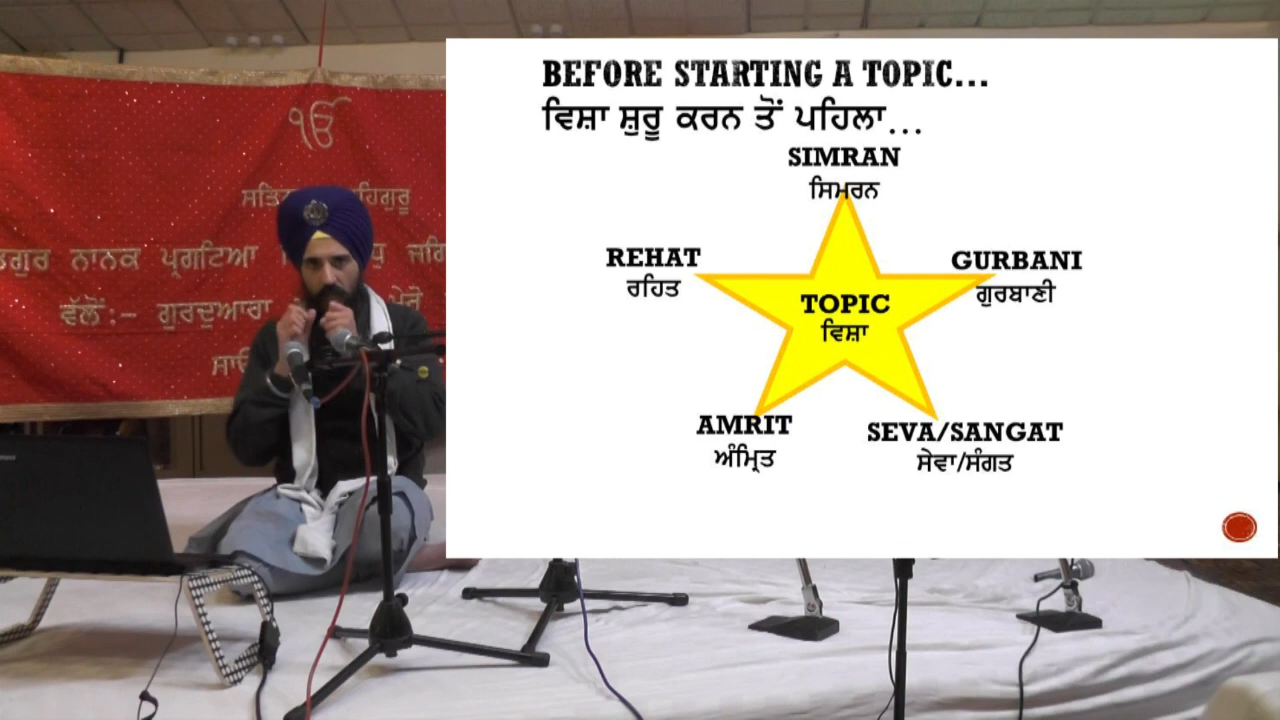 ੴ
ਸਤਿ
ਨਾਨਕ ਪ੍ਰਗਟਿਆ
ਵੱਲੋਂ :- ਗੁਰਦੁਆਰਾ
BEFORE STARTING A TOPIC...
ਵਿਸ਼ਾ ਸ਼ੁਰੂ ਕਰਨ ਤੋਂ ਪਹਿਲਾ...
SIMRAN
ਸਿਮਰਨ
REHAT
ਰਹਿਤ
GURBANI
ਗੁਰਬਾਣੀ
TOPIC
ਵਿਸ਼ਾ
AMRIT
ਅੰਮ੍ਰਿਤ
SEVA/SANGAT
ਸੇਵਾ/ਸੰਗਤ